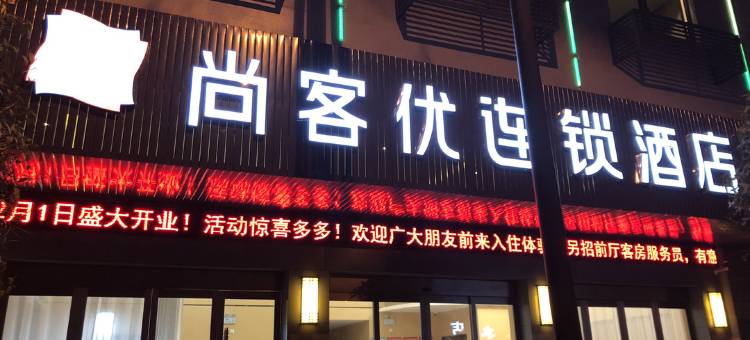 尚客优连锁酒店
2月1日盛大开业！活动惊喜多多！欢迎广大朋友前来入住体 另招前厅客房服务员，有意